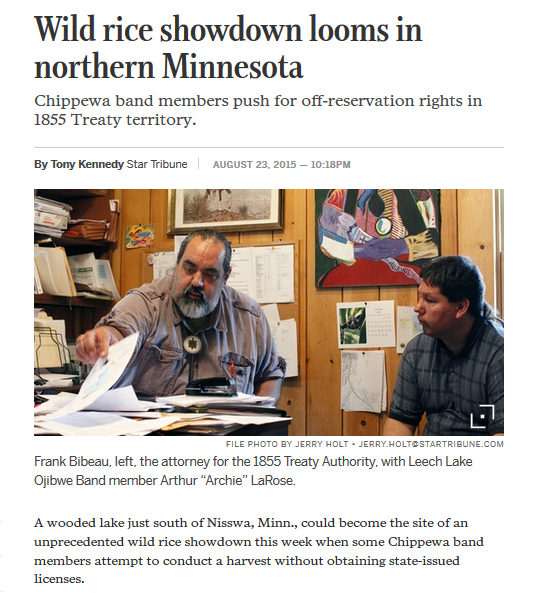 Wild rice showdown looms in
northern Minnesota
Chippewa band members push for off-reservation rights in
1855 Treaty territory.
By Tony Kennedy Star Tribune AUGUST 23, 2015 — 10:18PM
FILE PHOTO BY JERRY HOLT • JERRY.HOLT@STARTRIBUNE.COM
Frank Bibeau, left, the attorney for the 1855 Treaty Authority, with Leech Lake
Ojibwe Band member Arthur “Archie” LaRose.
A wooded lake just south of Nisswa, Minn., could become the site of an
unprecedented wild rice showdown this week when some Chippewa band
members attempt to conduct a harvest without obtaining state-issued
licenses.